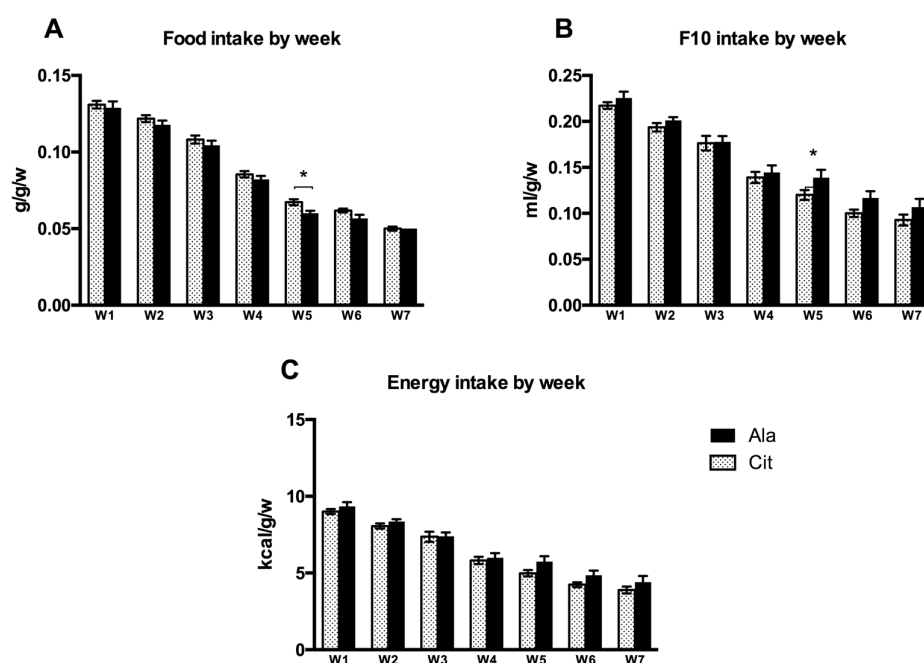 A
Food intake by week
g/g/w
0.15
0.10
0.05
0.00
*
W1 W2 W3 W4 W5 W6 W7
B
F10 intake by week
ml/g/w
0.25
0.20
0.15
0.10
0.05
0.00
*
W1 W2 W3 W4 W5 W6 W7
C
Energy intake by week
kcal/g/w
15
10
5
0
W1 W2 W3 W4 W5 W6 W7
Ala
Cit